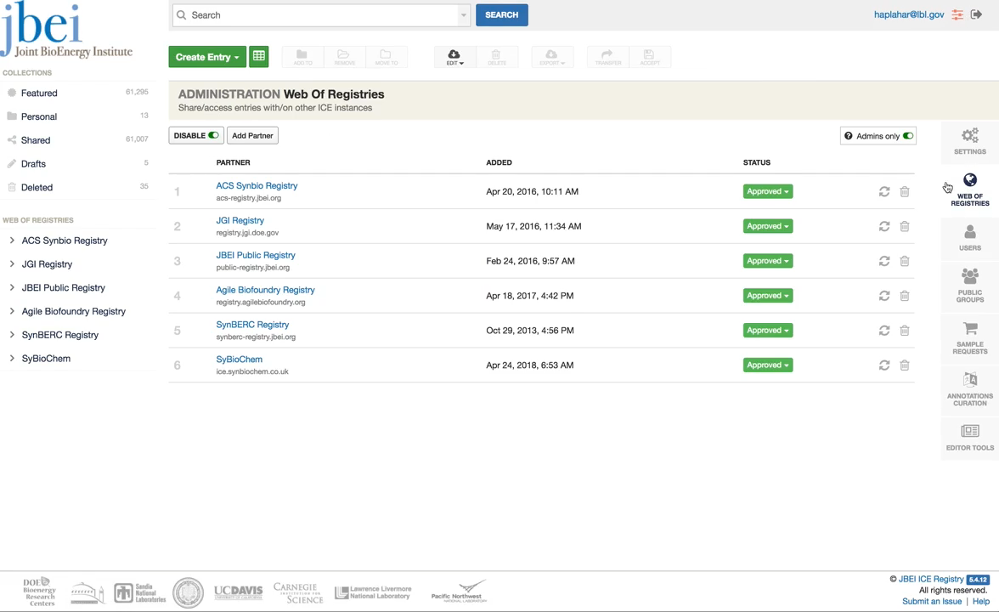 jbei
Joint BioEnergy Institute
Search
SEARCH
haplahar@lbl.gov
Create Entry
ADD TO
REMOVE
MOVE TO
EDIT
DELETE
EXPORT
TRANSFER
ACCEPT
COLLECTIONS
Featured 61,295
Personal 13
Shared 61,007
Drafts 5
Deleted 35
WEB OF REGISTRIES
ACS Synbio Registry
JGI Registry
JBEI Public Registry
Agile Biofoundry Registry
SynBERC Registry
SyBioChem
ADMINISTRATION Web Of Registries
Share/access entries with/on other ICE instances
DISABLE
Add Partner
Admins only
PARTNER ADDED STATUS
1 ACS Synbio Registry Apr 20, 2016, 10:11 AM Approved
acs-registry.jbei.org
2 JGI Registry May 17, 2016, 11:34 AM Approved
registry.jgi.doe.gov
3 JBEI Public Registry Feb 24, 2016, 9:57 AM Approved
public-registry.jbei.org
4 Agile Biofoundry Registry Apr 18, 2017, 4:42 PM Approved
registry.agilebiofoundry.org
5 SynBERC Registry Oct 29, 2013, 4:56 PM Approved
synberc-registry.jbei.org
6 SyBioChem Apr 24, 2018, 6:53 AM Approved
ice.synbiochem.co.uk
SETTINGS
WEB OF
REGISTRIES
USERS
PUBLIC
GROUPS
SAMPLE
REQUESTS
ANNOTATIONS
CURATION
EDITOR TOOLS
DOE
Bioenergy
Research
Centers
Sandia
National
Laboratories
UCDAVIS
UNIVERSITY OF CALIFORNIA
CARNEGIE
INSTITUTION FOR
SCIENCE
Lawrence Livermore
National Laboratory
Pacific Northwest
NATIONAL LABORATORY
© JBEI ICE Registry 5.4.12
All rights reserved.
Submit an Issue | Help